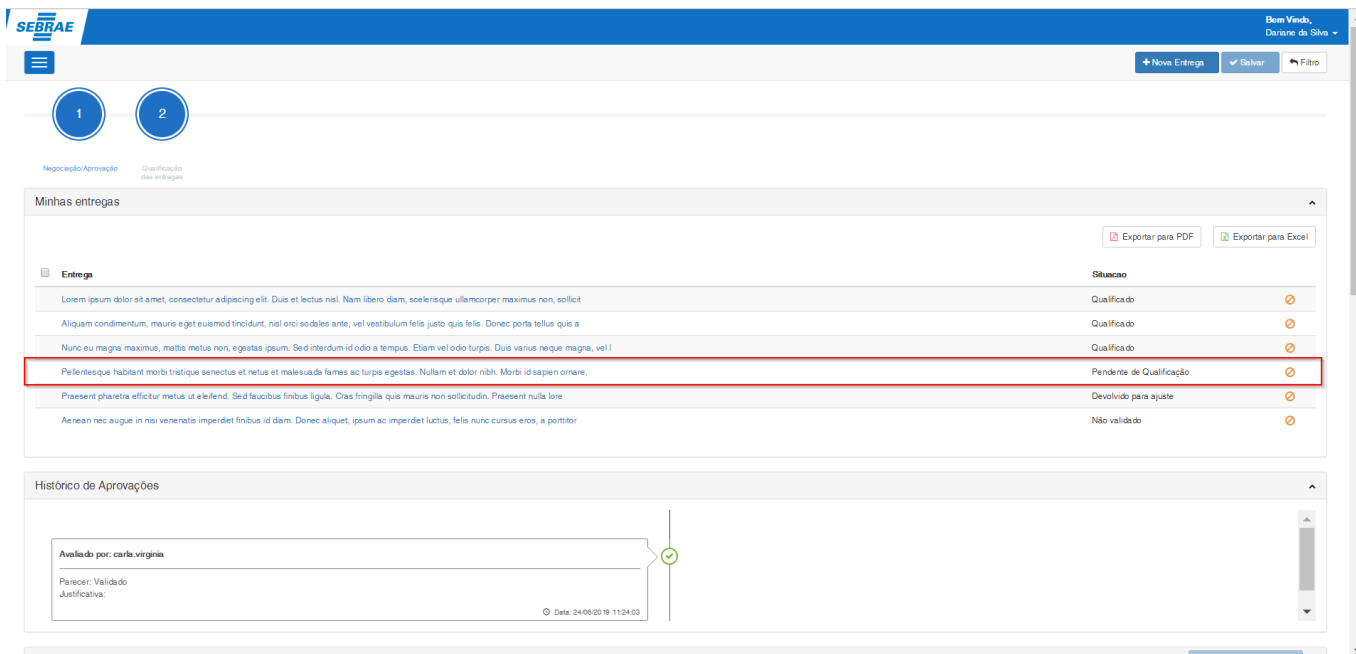 SEBRAE
Bem Vindo,
Dariane da Silva
Nova Entrega
Salvar
Filtro
1
2
Negociação/Aprovação
Qualificação
das entregas
Minhas entregas
Exportar para PDF
Exportar para Excel
Entrega
Situacao
Lorem ipsum dolor sit amet, consectetur adipiscing elit. Duis et lectus nisl. Nam libero diam, scelerisque ullamcorper maximus non, sollicit
Qualificado
Aliquam condimentum, mauris eget euismod tincidunt, nisl orci sodales ante, vel vestibulum felis justo quis felis. Donec porta tellus quis a
Qualificado
Nunc eu magna maximus, mattis metus non, egestas ipsum. Sed interdum id odio a tempus. Etiam vel odio turpis. Duis varius neque magna, vel l
Qualificado
Pellentesque habitant morbi tristique senectus et netus et malesuada fames ac turpis egestas. Nullam et dolor nibh. Morbi id sapien ornare,
Pendente de Qualificação
Praesent pharetra efficitur metus ut eleifend. Sed faucibus finibus ligula. Cras fringilla quis mauris non sollicitudin. Praesent nulla lore
Devolvido para ajuste
Aenean nec augue in nisi venenatis imperdiet finibus id diam. Donec aliquet, ipsum ac imperdiet luctus, felis nunc cursus eros, a porttitor
Não validado
Histórico de Aprovações
Avaliado por: carla.virginia
Parecer: Validado
Justificativa:
Data: 24/06/2019 11:24:03